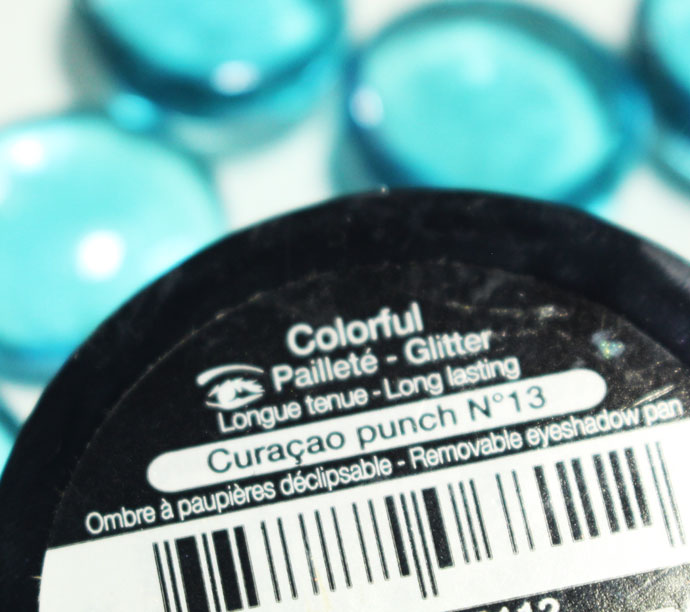 Colorful
Pailleté - Glitter
Longue tenue - Long lasting
Curaçao punch N°13
Ombre à paupières déclipsable - Removable eyeshadow pan